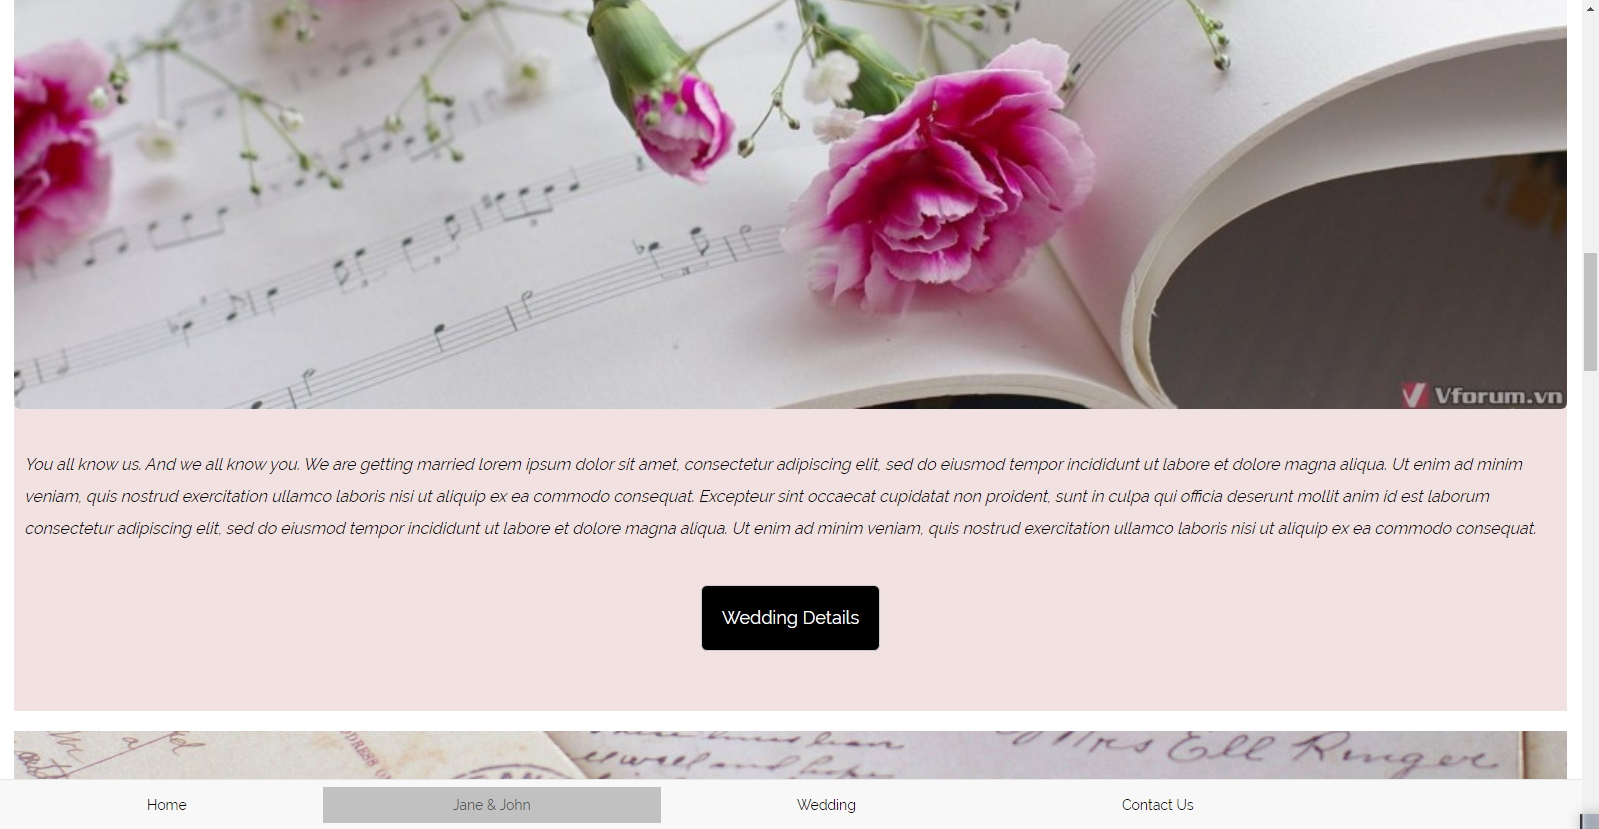 Vforum.vn
You all know us. And we all know you. We are getting married lorem ipsum dolor sit amet, consectetur adipiscing elit, sed do eiusmod tempor incididunt ut labore et dolore magna aliqua. Ut enim ad minim
veniam, quis nostrud exercitation ullamco laboris nisi ut aliquip ex ea commodo consequat. Excepteur sint occaecat cupidatat non proident, sunt in culpa qui officia deserunt mollit anim id est laborum
consectetur adipiscing elit, sed do eiusmod tempor incididunt ut labore et dolore magna aliqua. Ut enim ad minim veniam, quis nostrud exercitation ullamco laboris nisi ut aliquip ex ea commodo consequat.
Wedding Details
Mrs Ell Ringer
Home
Jane & John
Wedding
Contact Us